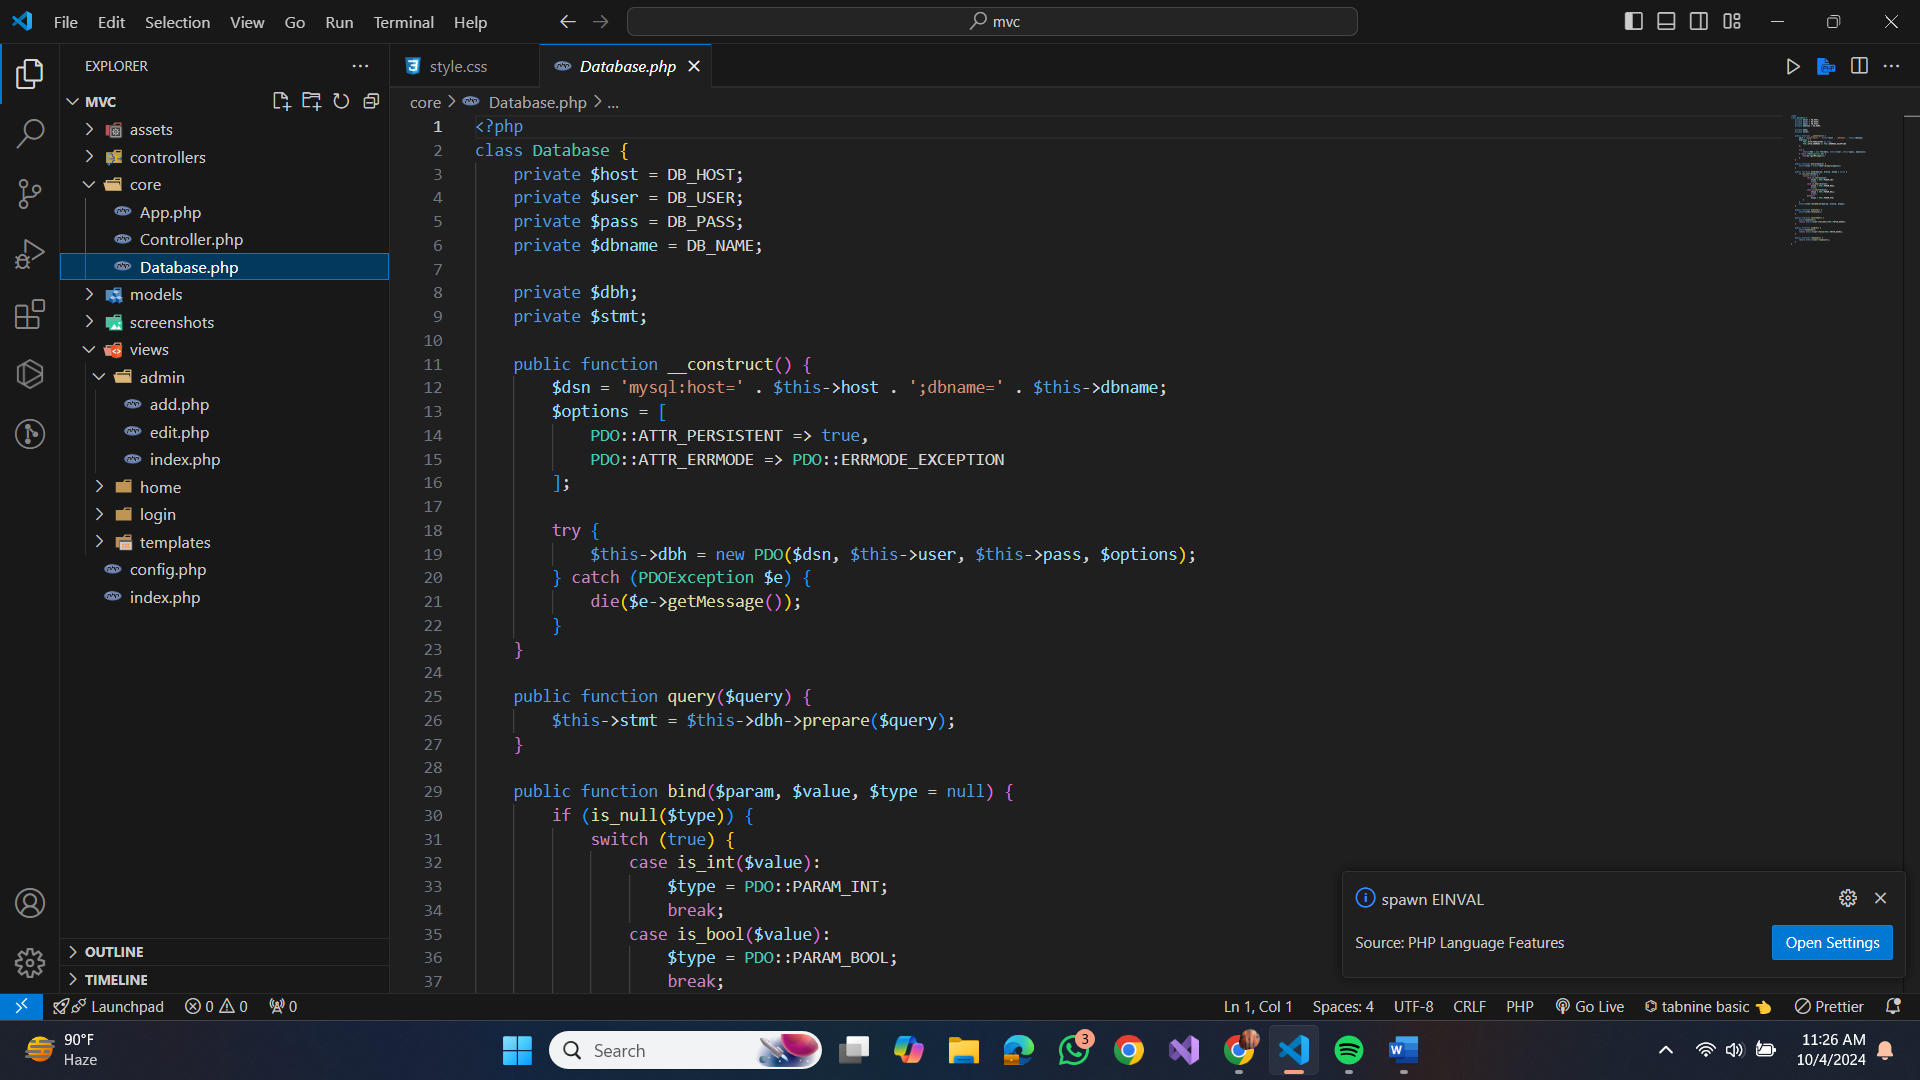 File Edit Selection View Go Run Terminal Help
mvc
EXPLORER
MVC
assets
controllers
core
App.php
Controller.php
Database.php
models
screenshots
views
admin
add.php
edit.php
index.php
home
login
templates
config.php
index.php
OUTLINE
TIMELINE
style.css
Database.php
core > Database.php > ...
1 <?php
2 class Database {
3     private $host = DB_HOST;
4     private $user = DB_USER;
5     private $pass = DB_PASS;
6     private $dbname = DB_NAME;
7
8     private $dbh;
9     private $stmt;
10
11     public function __construct() {
12         $dsn = 'mysql:host=' . $this->host . ';dbname=' . $this->dbname;
13         $options = [
14             PDO::ATTR_PERSISTENT => true,
15             PDO::ATTR_ERRMODE => PDO::ERRMODE_EXCEPTION
16         ];
17
18         try {
19             $this->dbh = new PDO($dsn, $this->user, $this->pass, $options);
20         } catch (PDOException $e) {
21             die($e->getMessage());
22         }
23     }
24
25     public function query($query) {
26         $this->stmt = $this->dbh->prepare($query);
27     }
28
29     public function bind($param, $value, $type = null) {
30         if (is_null($type)) {
31             switch (true) {
32                 case is_int($value):
33                     $type = PDO::PARAM_INT;
34                     break;
35                 case is_bool($value):
36                     $type = PDO::PARAM_BOOL;
37                     break;
spawn EINVAL
Source: PHP Language Features
Open Settings
Launchpad 0 0 0
Ln 1, Col 1 Spaces: 4 UTF-8 CRLF PHP Go Live tabnine basic Prettier
90°F
Haze
Search
3
11:26 AM
10/4/2024